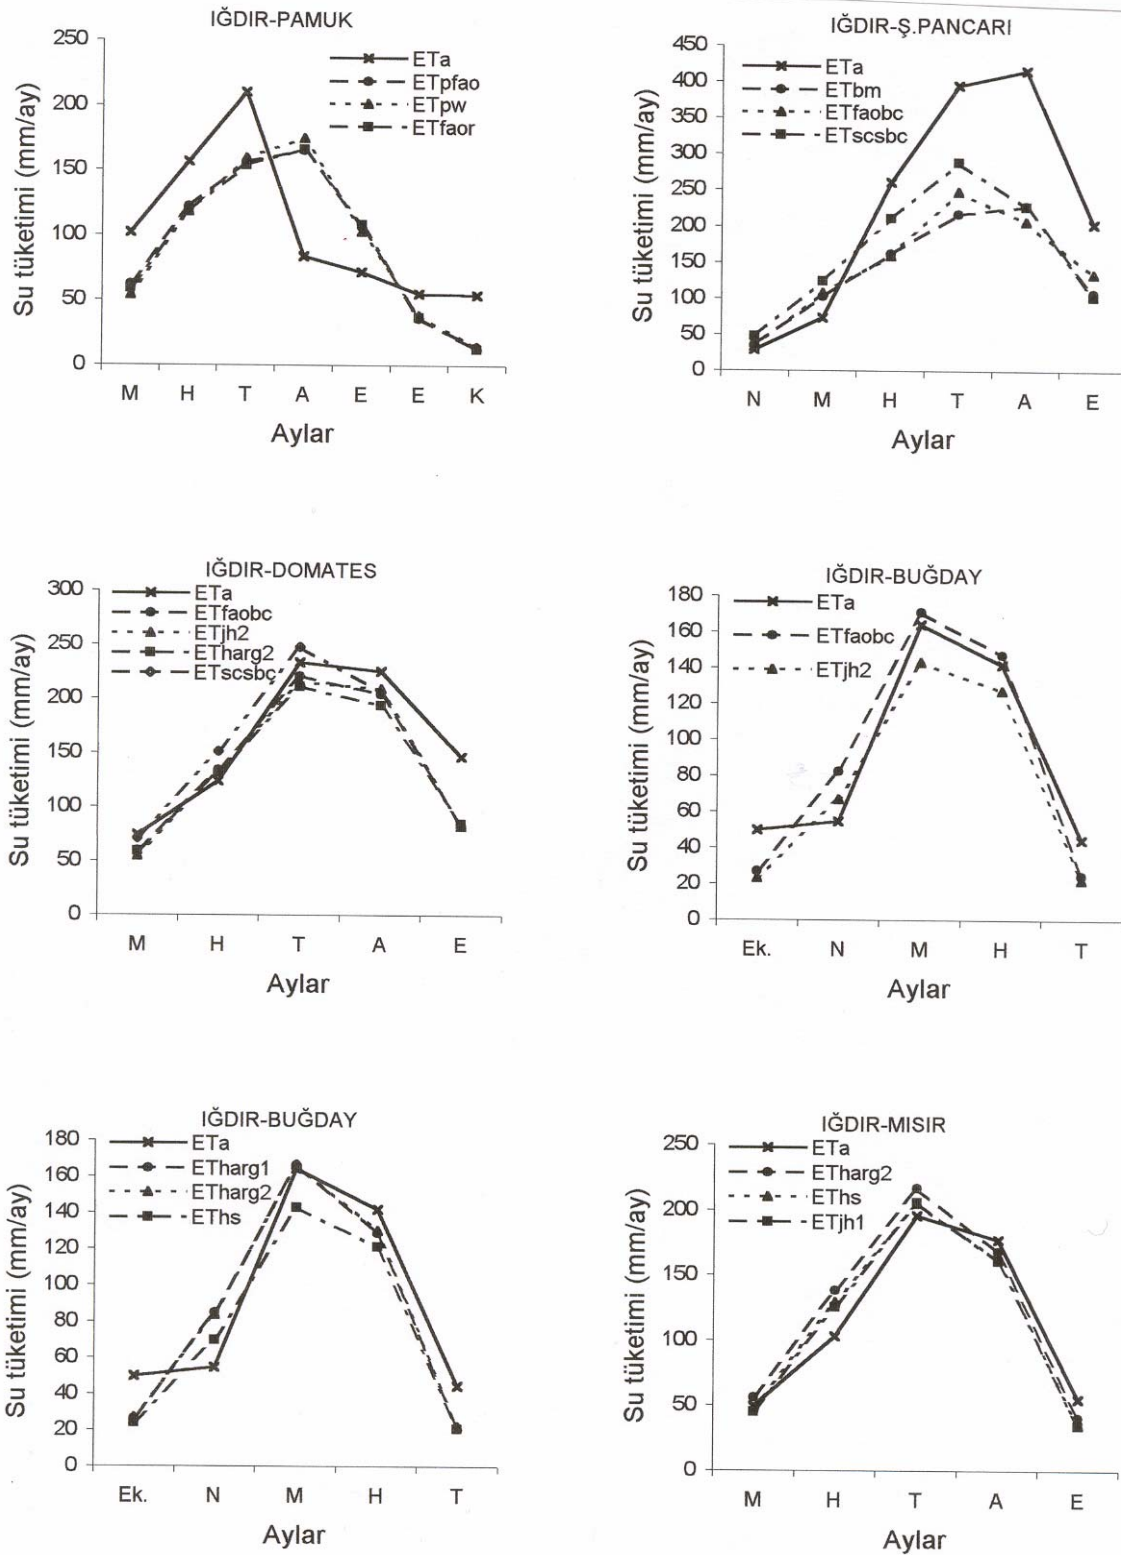 IĞDIR-PAMUK
250
200
150
100
50
0
Su tüketimi (mm/ay)
ETa
ETpfao
ETpw
ETfaor
M H T A E E K
Aylar
IĞDIR-Ş.PANCARI
450
400
350
300
250
200
150
100
50
0
Su tüketimi (mm/ay)
ETa
ETbm
ETfaobc
ETscsbc
N M H T A E
Aylar
IĞDIR-DOMATES
300
250
200
150
100
50
0
Su tüketimi (mm/ay)
ETa
ETfaobc
ETjh2
ETharg2
ETscsbc
M H T A E
Aylar
IĞDIR-BUĞDAY
180
160
140
120
100
80
60
40
20
0
Su tüketimi (mm/ay)
ETa
ETfaobc
ETjh2
Ek. N M H T
Aylar
IĞDIR-BUĞDAY
180
160
140
120
100
80
60
40
20
0
Su tüketimi (mm/ay)
ETa
ETharg1
ETharg2
EThs
Ek. N M H T
Aylar
IĞDIR-MISIR
250
200
150
100
50
0
Su tüketimi (mm/ay)
ETa
ETharg2
EThs
ETjh1
M H T A E
Aylar